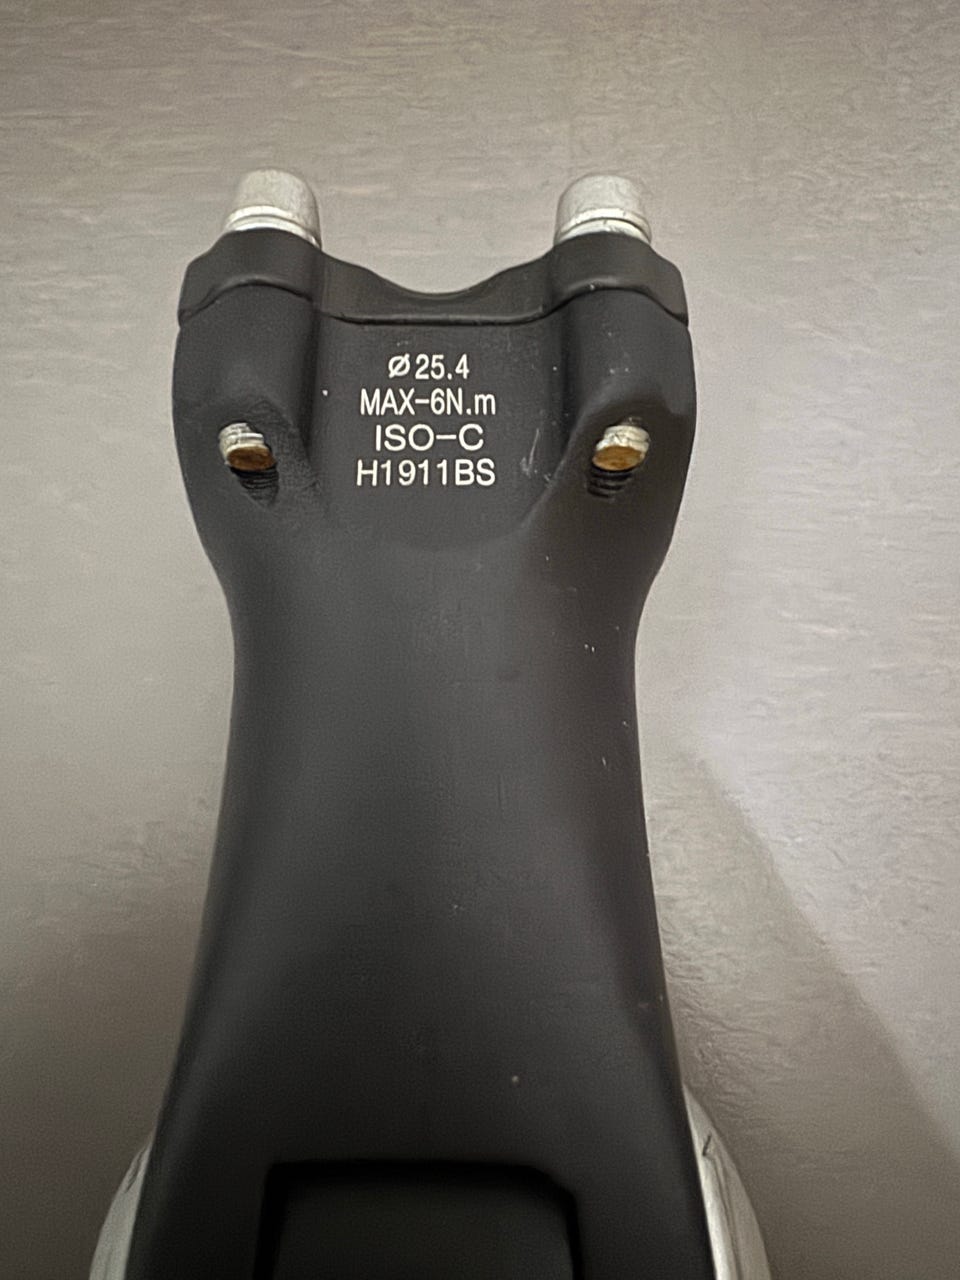 Ø25.4
MAX-6N.m
ISO-C
H1911BS